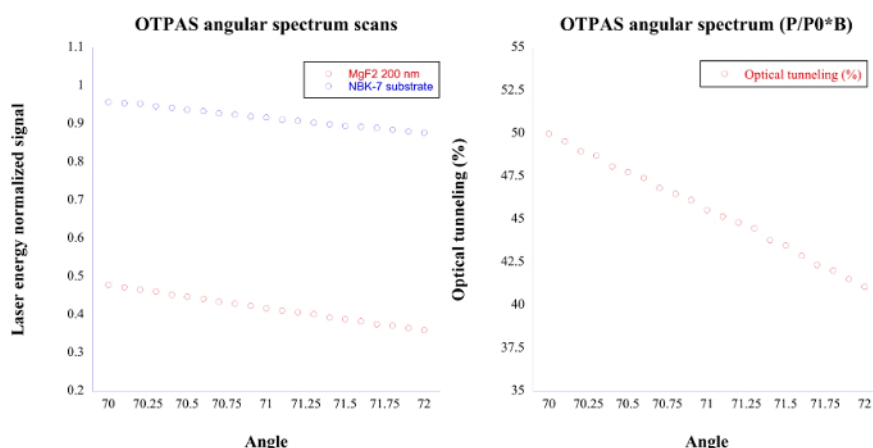 OTPAS angular spectrum scans
1.1
1
0.9
0.8
0.7
0.6
0.5
0.4
0.3
0.2
Laser energy normalized signal
MgF2 200 nm
NBK-7 substrate
70 70.25 70.5 70.75 71 71.25 71.5 71.75 72
Angle
OTPAS angular spectrum (P/P0*B)
55
52.5
50
47.5
45
42.5
40
37.5
35
Optical tunneling (%)
Optical tunneling (%)
70 70.25 70.5 70.75 71 71.25 71.5 71.75 72
Angle